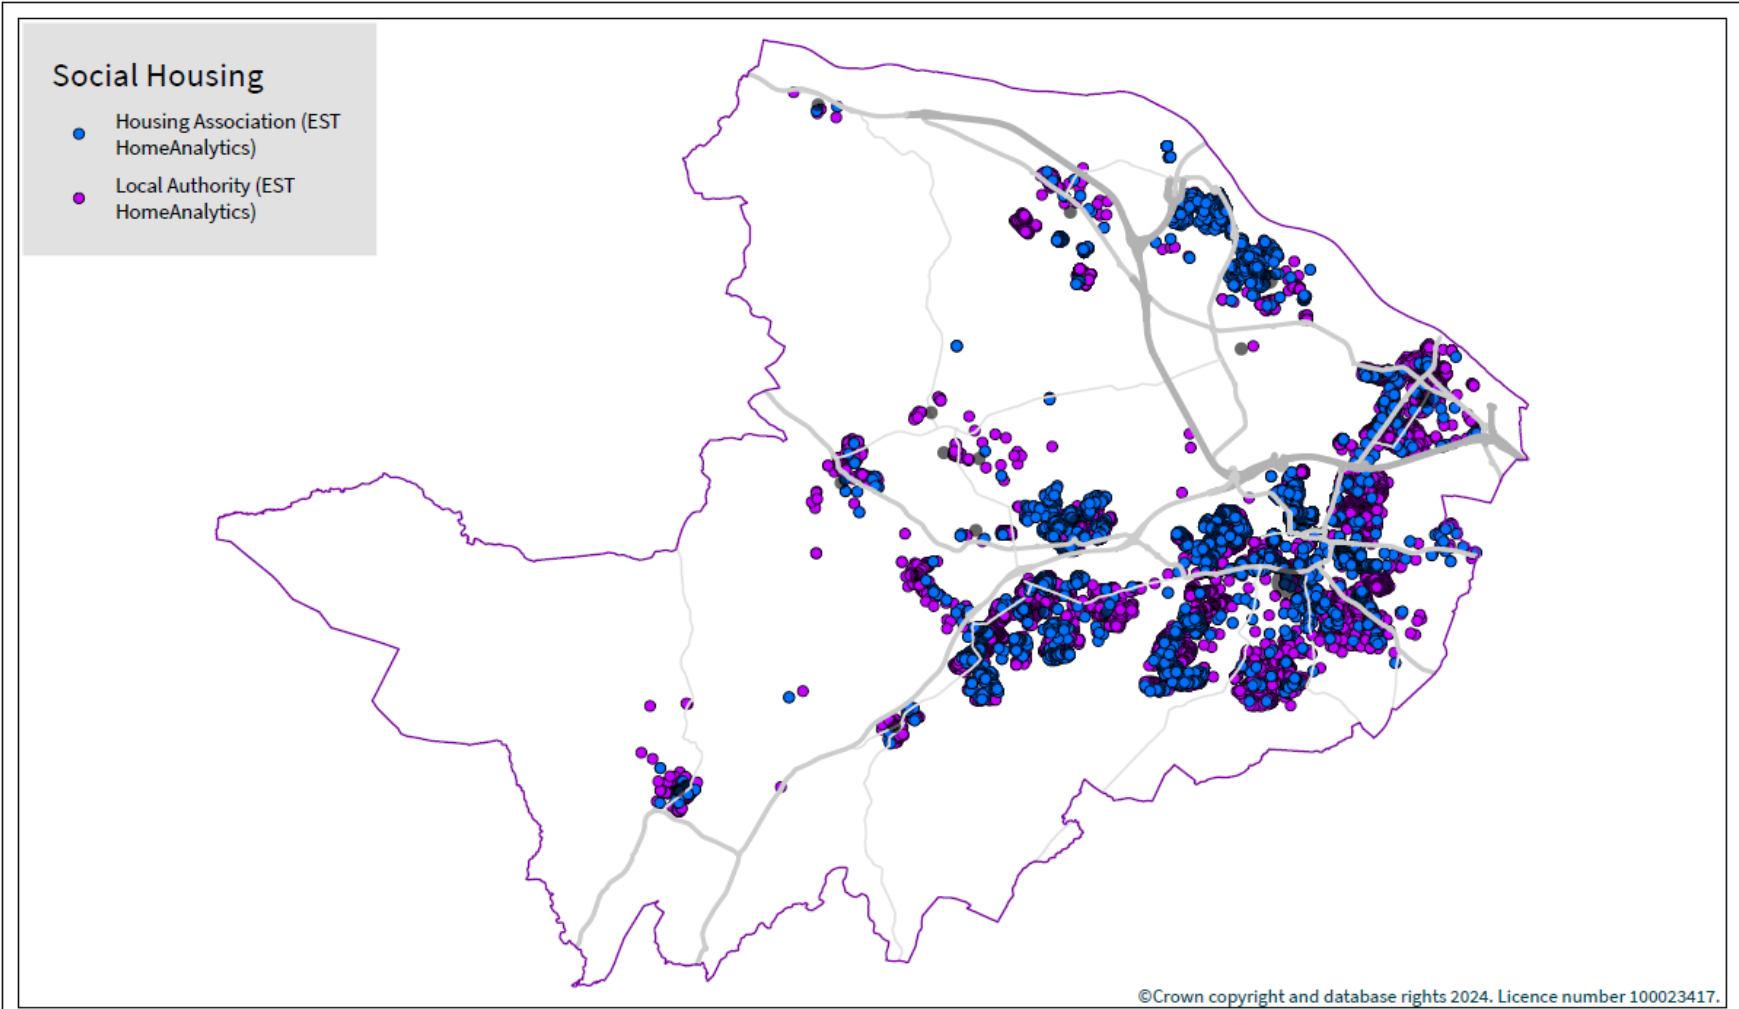 Social Housing
Housing Association (EST
HomeAnalytics)
Local Authority (EST
HomeAnalytics)
©Crown copyright and database rights 2024. Licence number 100023417.